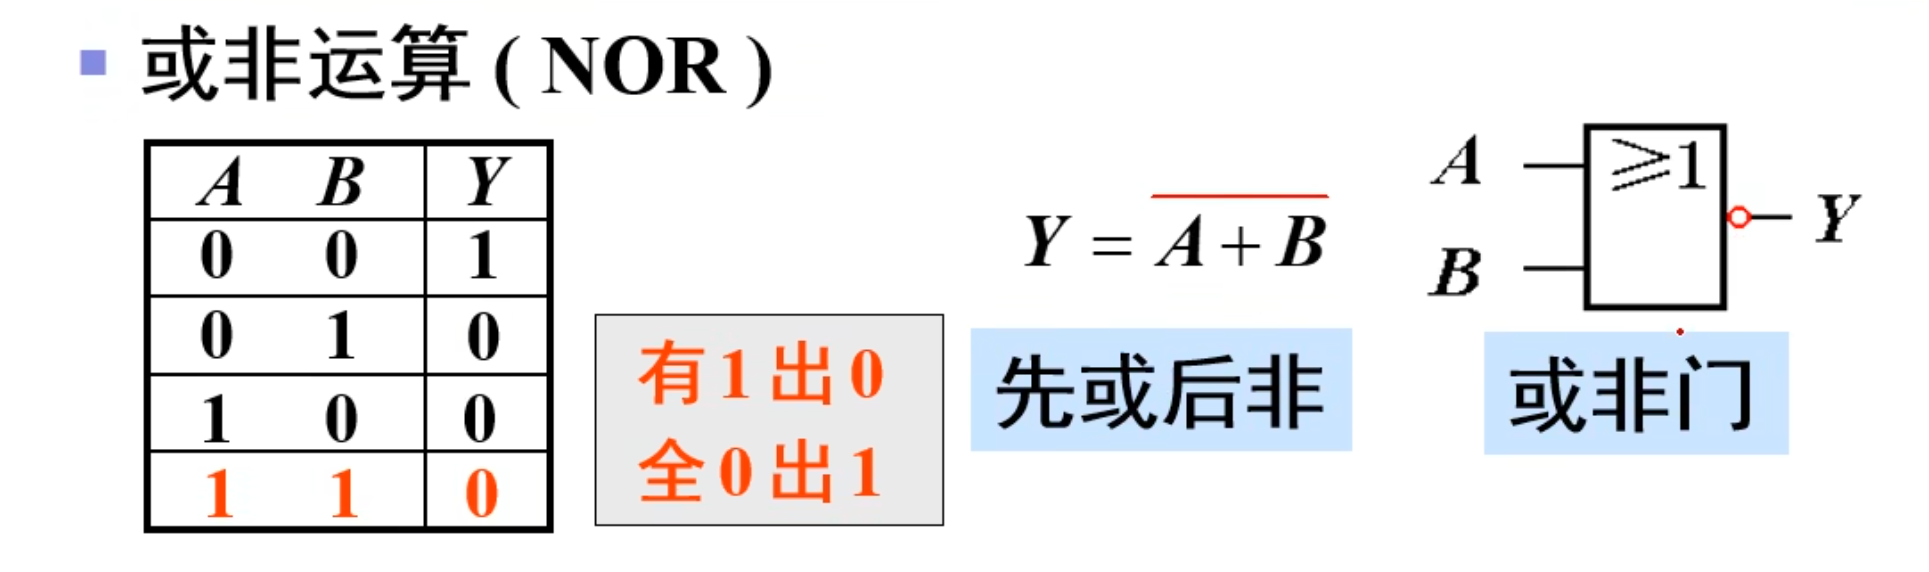 或非运算 ( NOR )
A B Y
0 0 1
0 1 0
1 0 0
1 1 0
有1出0
全0出1
Y = \overline{A + B}
先或后非
A
B
≥1
Y
或非门